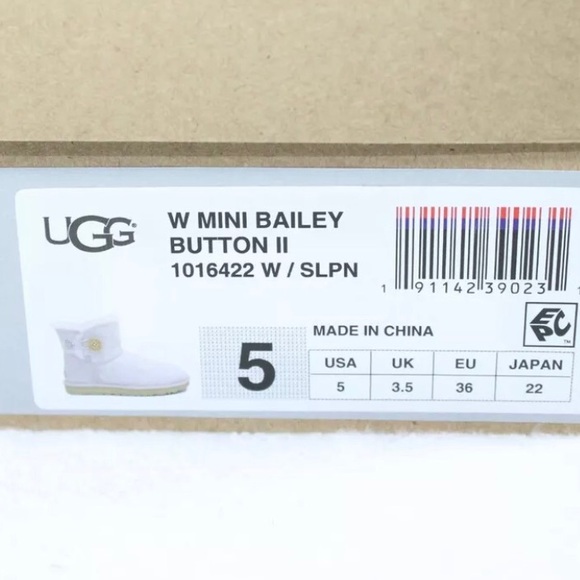 UGG
W MINI BAILEY
BUTTON II
1016422 W / SLPN
1 91142 39023
5
MADE IN CHINA
EPC
USA UK EU JAPAN
5 3.5 36 22